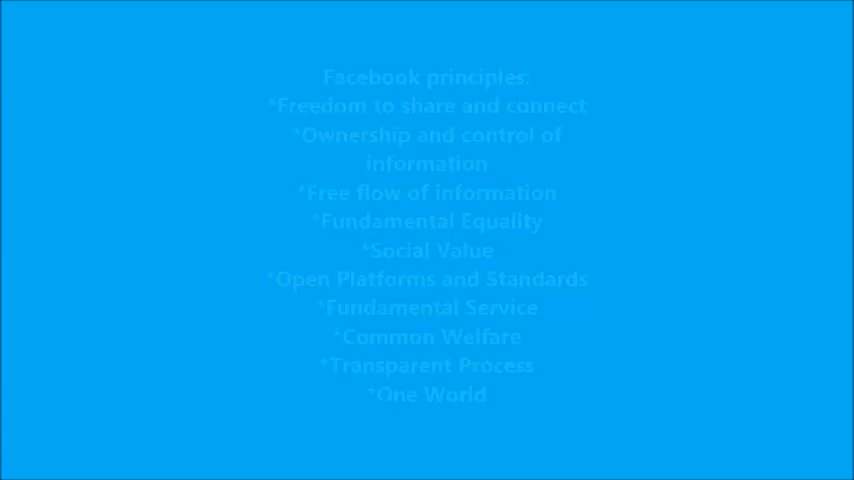 Facebook principles:
*Freedom to share and connect
*Ownership and control of
information
*Free flow of information
*Fundamental Equality
*Social Value
*Open Platforms and Standards
*Fundamental Service
*Common Welfare
*Transparent Process
*One World